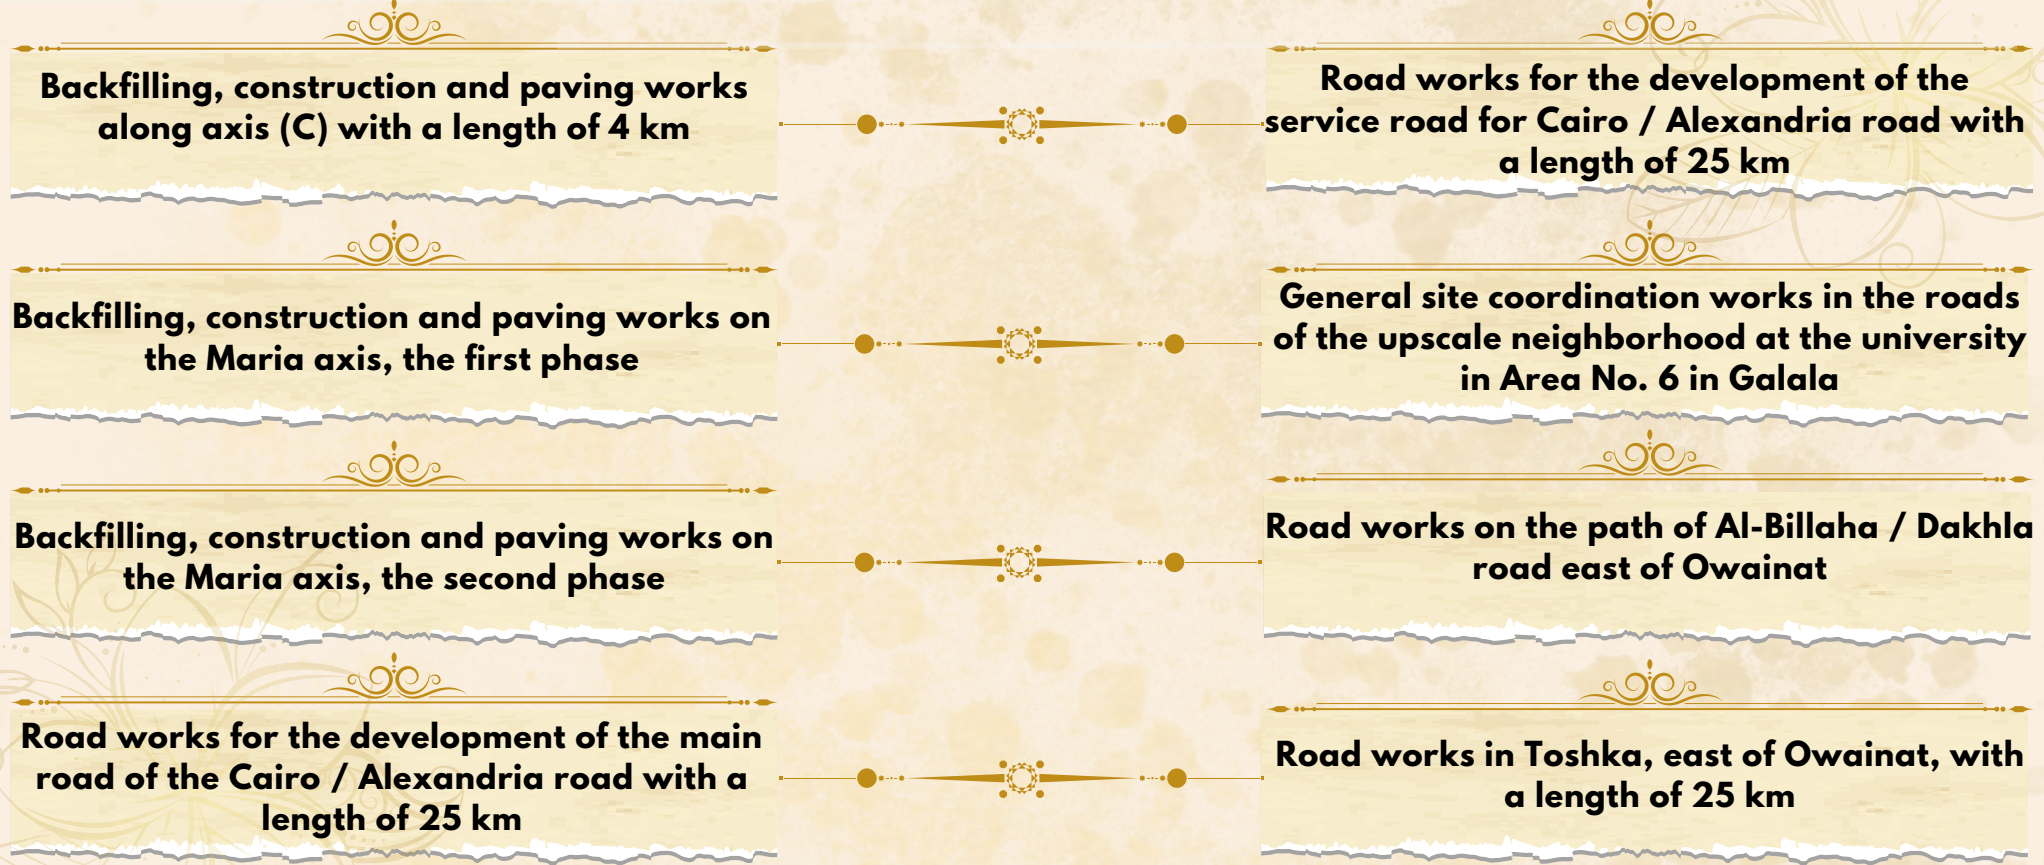 Backfilling, construction and paving works
along axis (C) with a length of 4 km
Road works for the development of the
service road for Cairo / Alexandria road with
a length of 25 km
Backfilling, construction and paving works on
the Maria axis, the first phase
General site coordination works in the roads
of the upscale neighborhood at the university
in Area No. 6 in Galala
Backfilling, construction and paving works on
the Maria axis, the second phase
Road works on the path of Al-Billaha / Dakhla
road east of Owainat
Road works for the development of the main
road of the Cairo / Alexandria road with a
length of 25 km
Road works in Toshka, east of Owainat, with
a length of 25 km